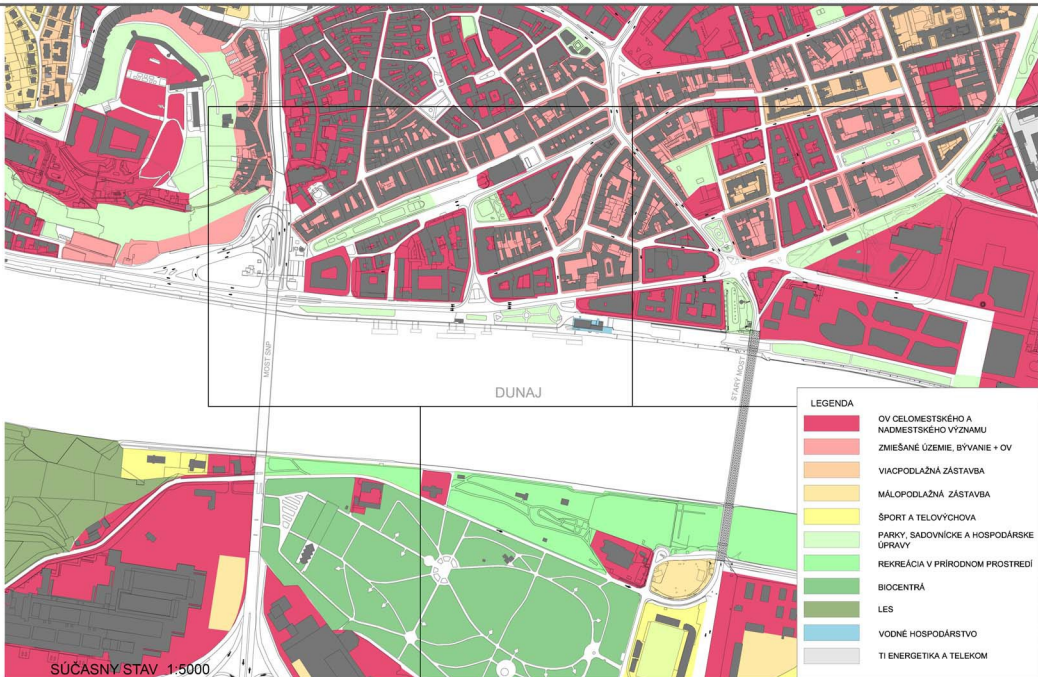 MOST SNP
DUNAJ
STARÝ MOST
LEGENDA
OV CELOMESTSKÉHO A
NADMESTSKÉHO VÝZNAMU
ZMIEŠANÉ ÚZEMIE, BÝVANIE + OV
VIACPODLAŽNÁ ZÁSTAVBA
MÁLOPODLAŽNÁ ZÁSTAVBA
ŠPORT A TELOVÝCHOVA
PARKY, SADOVNÍCKE A HOSPODÁRSKE
ÚPRAVY
REKREÁCIA V PRÍRODNOM PROSTREDÍ
BIOCENTRÁ
LES
VODNÉ HOSPODÁRSTVO
TI ENERGETIKA A TELEKOM
SÚČASNÝ STAV 1:5000